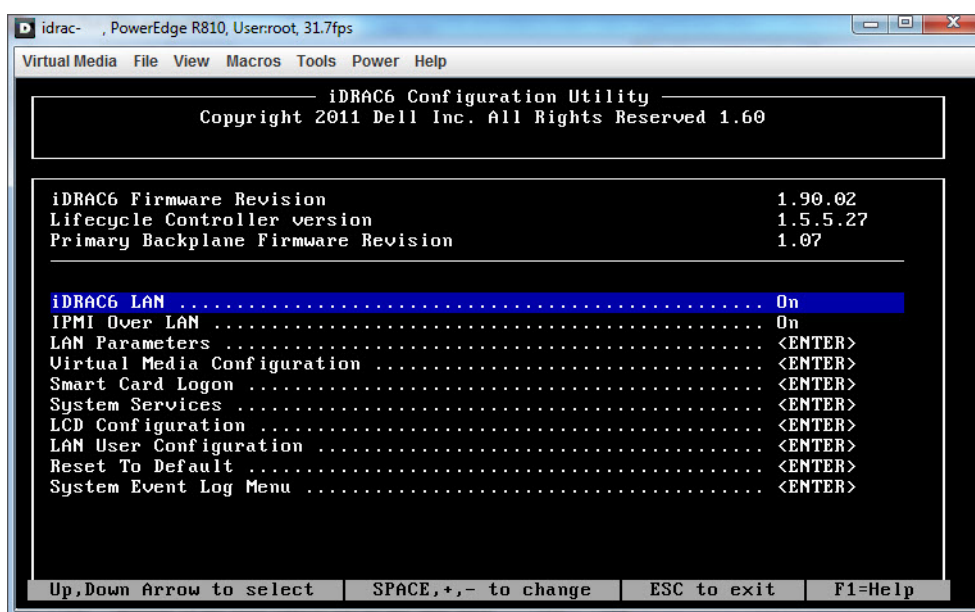 idrac- , PowerEdge R810, User:root, 31.7fps
Virtual Media File View Macros Tools Power Help
iDRAC6 Configuration Utility
Copyright 2011 Dell Inc. All Rights Reserved 1.60
iDRAC6 Firmware Revision 1.90.02
Lifecycle Controller version 1.5.5.27
Primary Backplane Firmware Revision 1.07
iDRAC6 LAN .................................................... On
IPMI Over LAN ................................................. On
LAN Parameters ................................................ <ENTER>
Virtual Media Configuration .................................... <ENTER>
Smart Card Logon .............................................. <ENTER>
System Services ............................................... <ENTER>
LCD Configuration ............................................. <ENTER>
LAN User Configuration ........................................ <ENTER>
Reset To Default .............................................. <ENTER>
System Event Log Menu ......................................... <ENTER>
Up,Down Arrow to select SPACE,+,- to change ESC to exit F1=Help